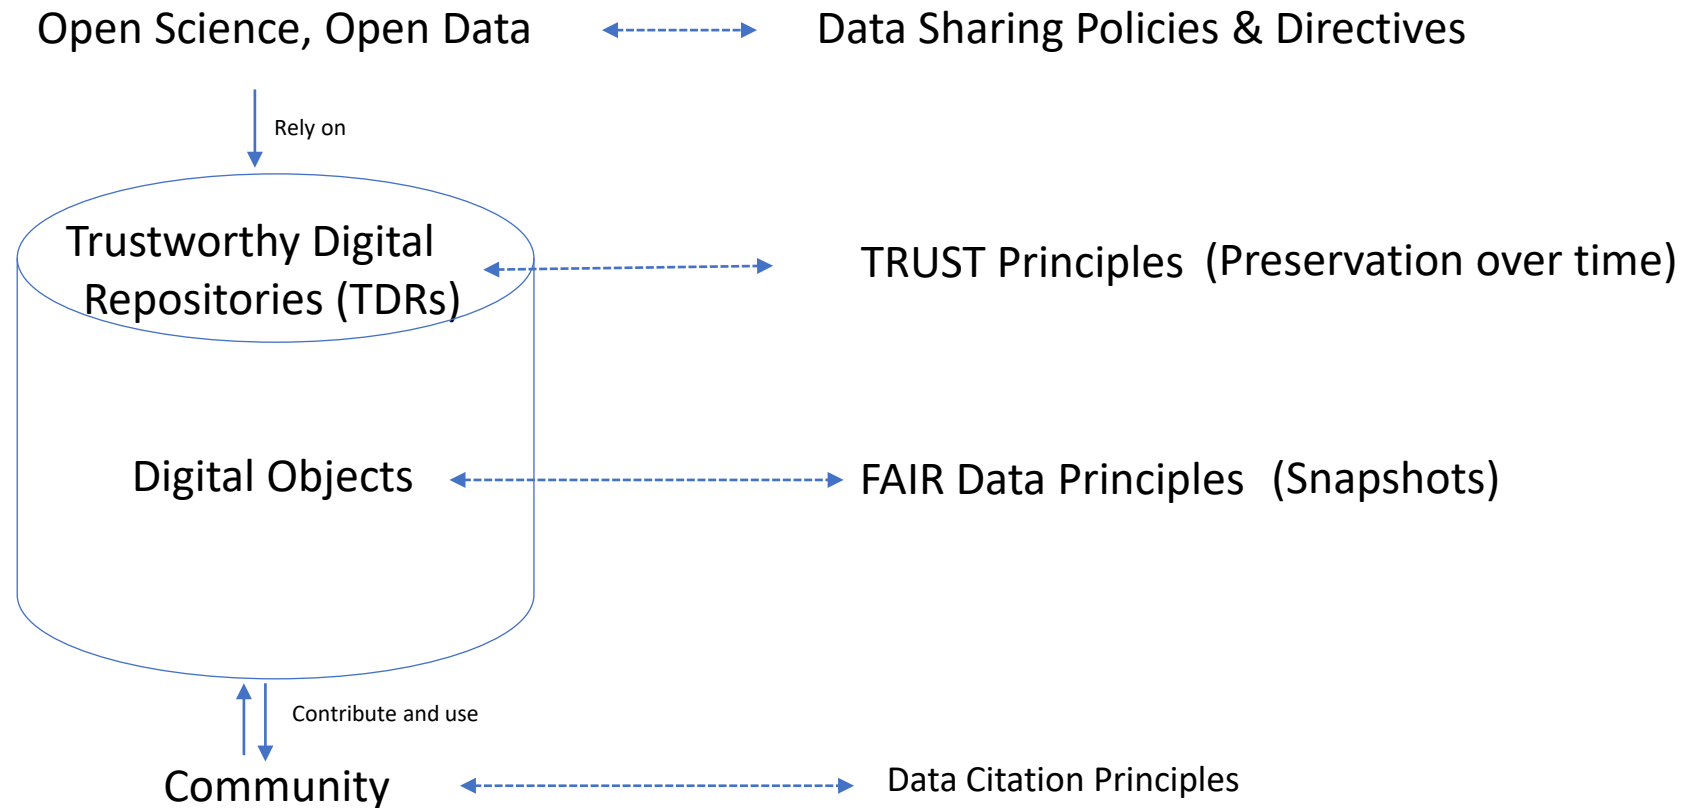 Open Science, Open Data
Data Sharing Policies & Directives
Rely on
Trustworthy Digital
Repositories (TDRs)
TRUST Principles (Preservation over time)
Digital Objects
FAIR Data Principles (Snapshots)
Contribute and use
Community
Data Citation Principles